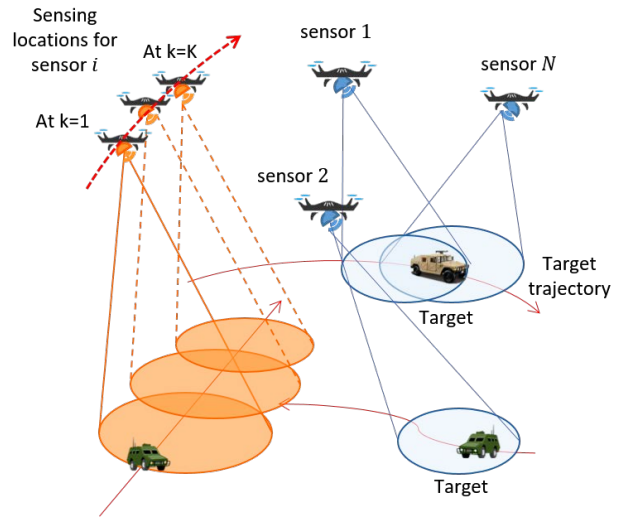 Sensing
locations for
sensor i
At k=K
At k=1
sensor 1
sensor N
sensor 2
Target
trajectory
Target
Target